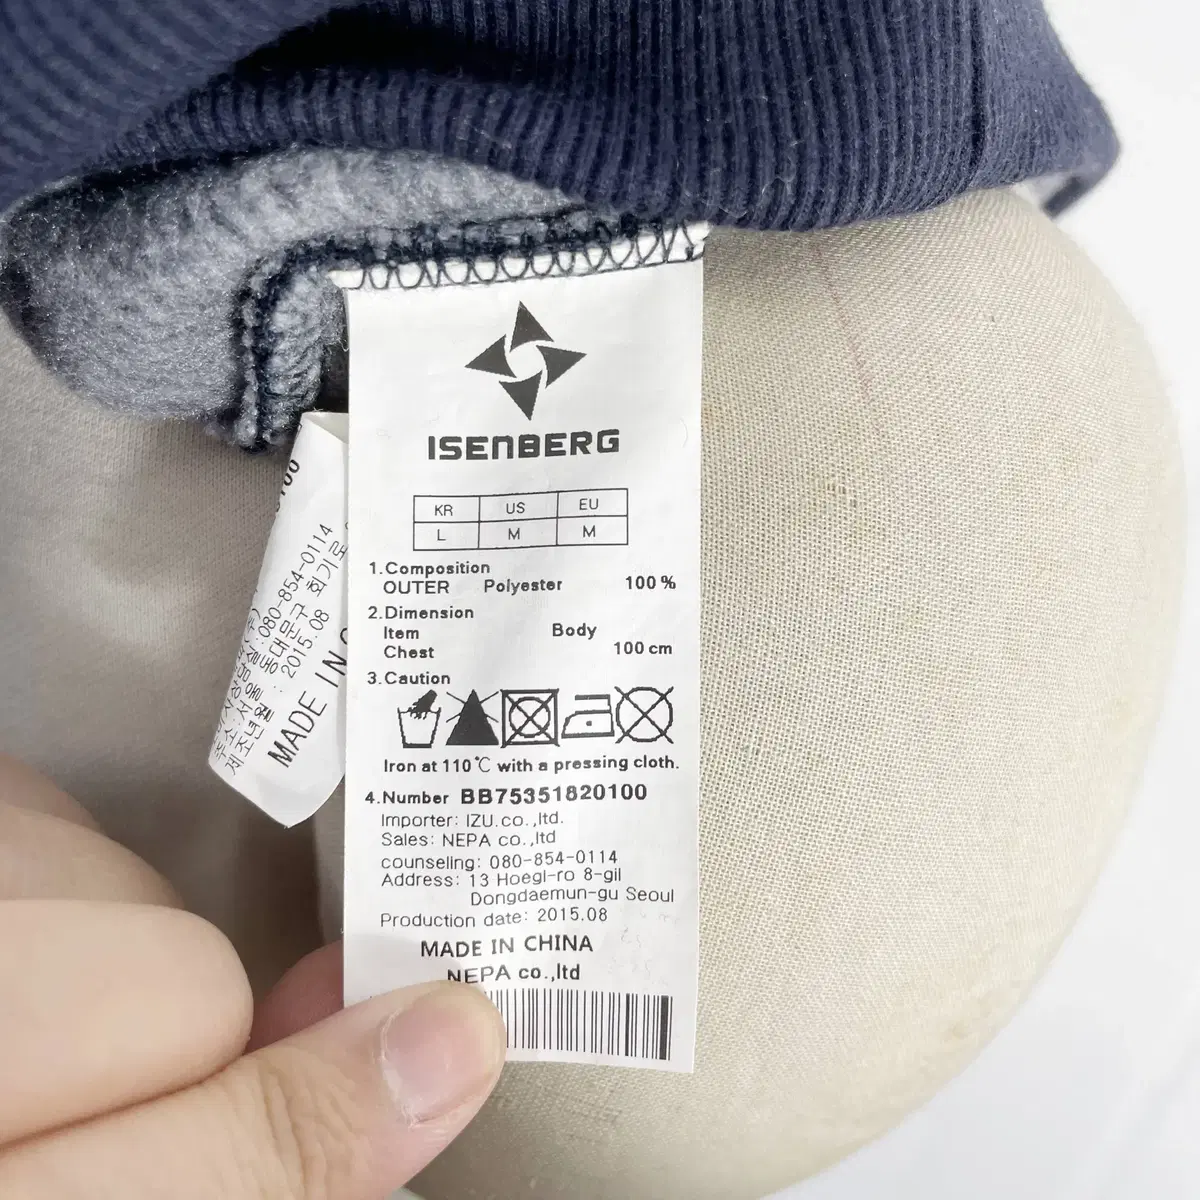 ISENBERG
KR US EU
L M M
1.Composition
OUTER Polyester 100 %
2.Dimension
Item Body
Chest 100 cm
3.Caution
Iron at 110℃ with a pressing cloth.
4.Number BB75351820100
Importer: IZU.co.,ltd.
Sales: NEPA co.,ltd
counseling: 080-854-0114
Address: 13 Hoegl-ro 8-gil
Dongdaemun-gu Seoul
Production date: 2015.08
MADE IN CHINA
NEPA co.,ltd
080-854-0114
2015.08
MADE IN